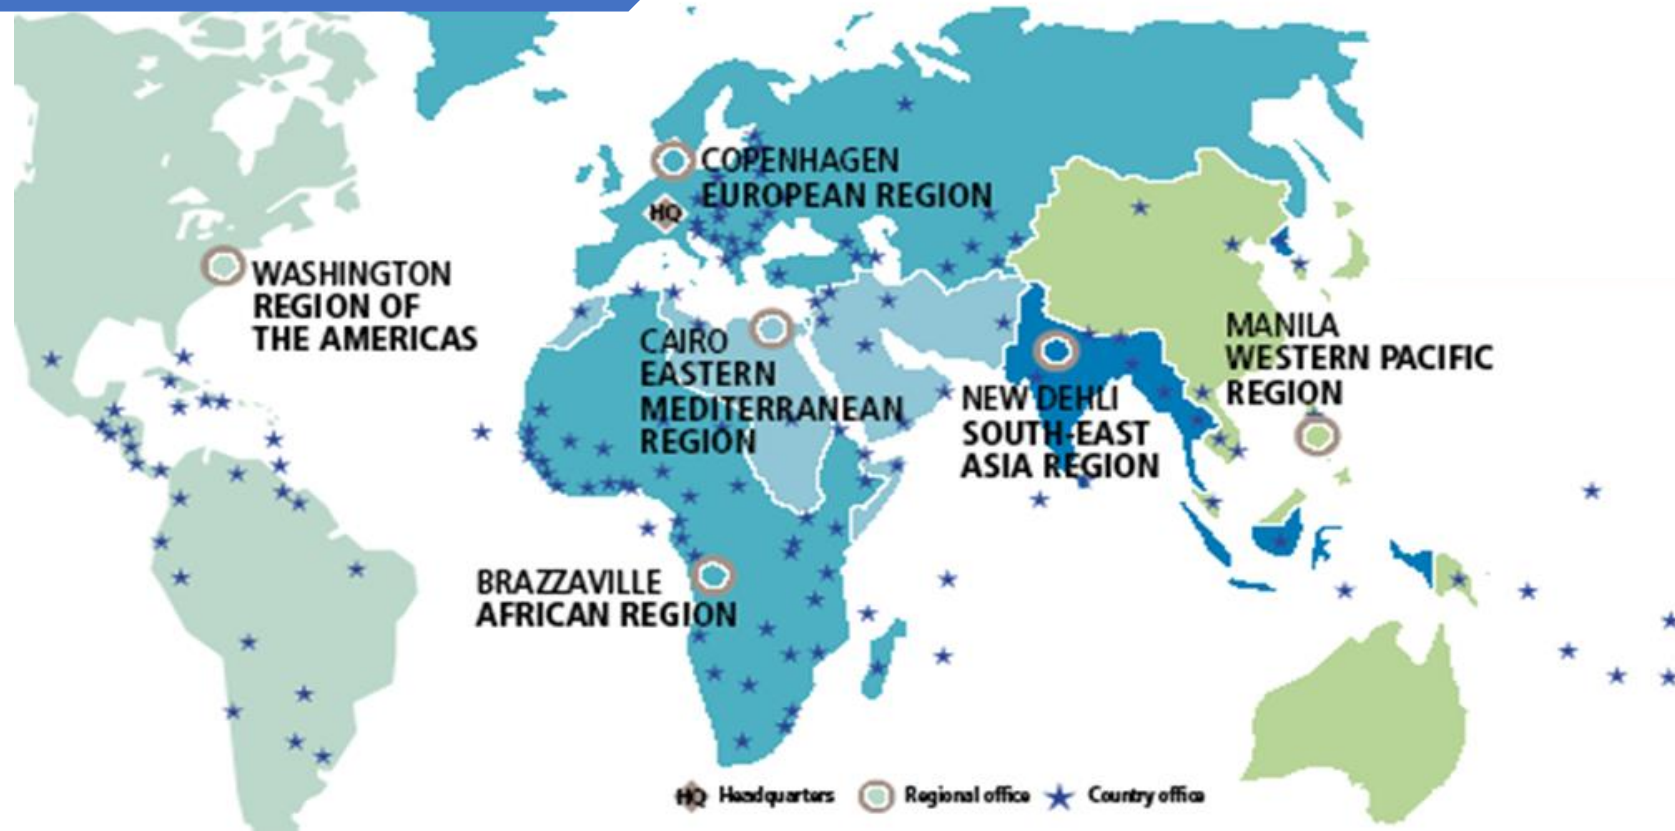 COPENHAGEN
EUROPEAN REGION
HQ
WASHINGTON
REGION OF
THE AMERICAS
CAIRO
EASTERN
MEDITERRANEAN
REGION
NEW DEHLI
SOUTH-EAST
ASIA REGION
MANILA
WESTERN PACIFIC
REGION
BRAZZAVILLE
AFRICAN REGION
HQ Headquarters Regional office Country office